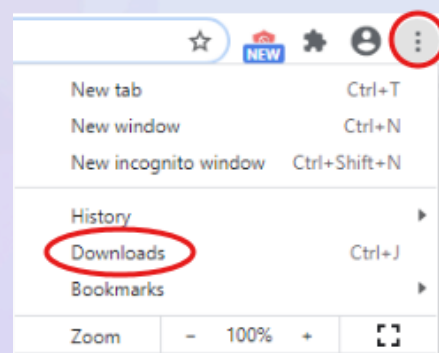 NEW
New tab Ctrl+T
New window Ctrl+N
New incognito window Ctrl+Shift+N
History
Downloads Ctrl+J
Bookmarks
Zoom - 100% +